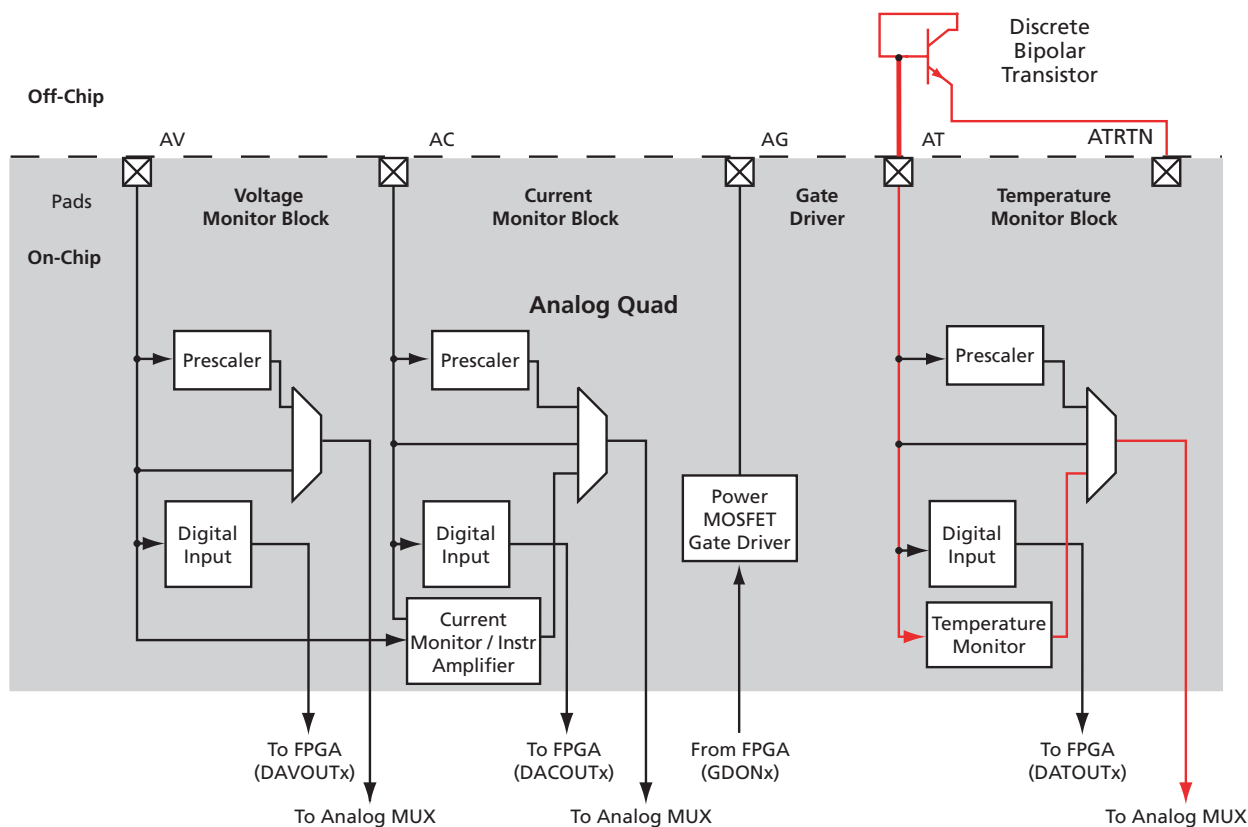 Discrete
Bipolar
Transistor
Off-Chip
AV
AC
AG
AT
ATRTN
Pads
Voltage
Monitor Block
Current
Monitor Block
Gate
Driver
Temperature
Monitor Block
On-Chip
Analog Quad
Prescaler
Prescaler
Prescaler
Digital
Input
Digital
Input
Power
MOSFET
Gate Driver
Digital
Input
Current
Monitor / Instr
Amplifier
Temperature
Monitor
To FPGA
(DAVOUTx)
To FPGA
(DACOUTx)
From FPGA
(GDONx)
To FPGA
(DATOUTx)
To Analog MUX
To Analog MUX
To Analog MUX